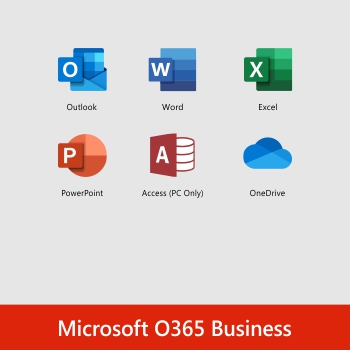 O
W
X
Outlook
Word
Excel
P
A
PowerPoint
Access (PC Only)
OneDrive
Microsoft O365 Business